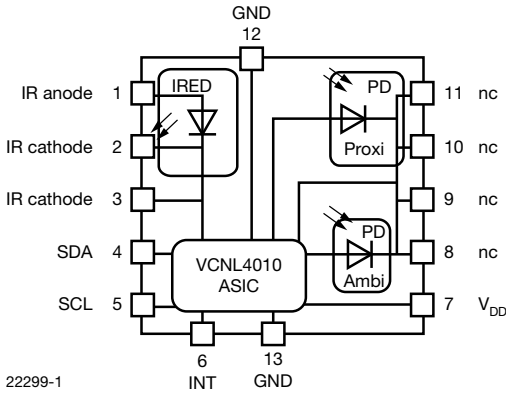 GND
12
IR anode 1
IRED
PD
11 nc
IR cathode 2
Proxi
10 nc
IR cathode 3
9 nc
SDA 4
VCNL4010
ASIC
PD
Ambi
8 nc
SCL 5
7 VDD
6
INT
13
GND
22299-1